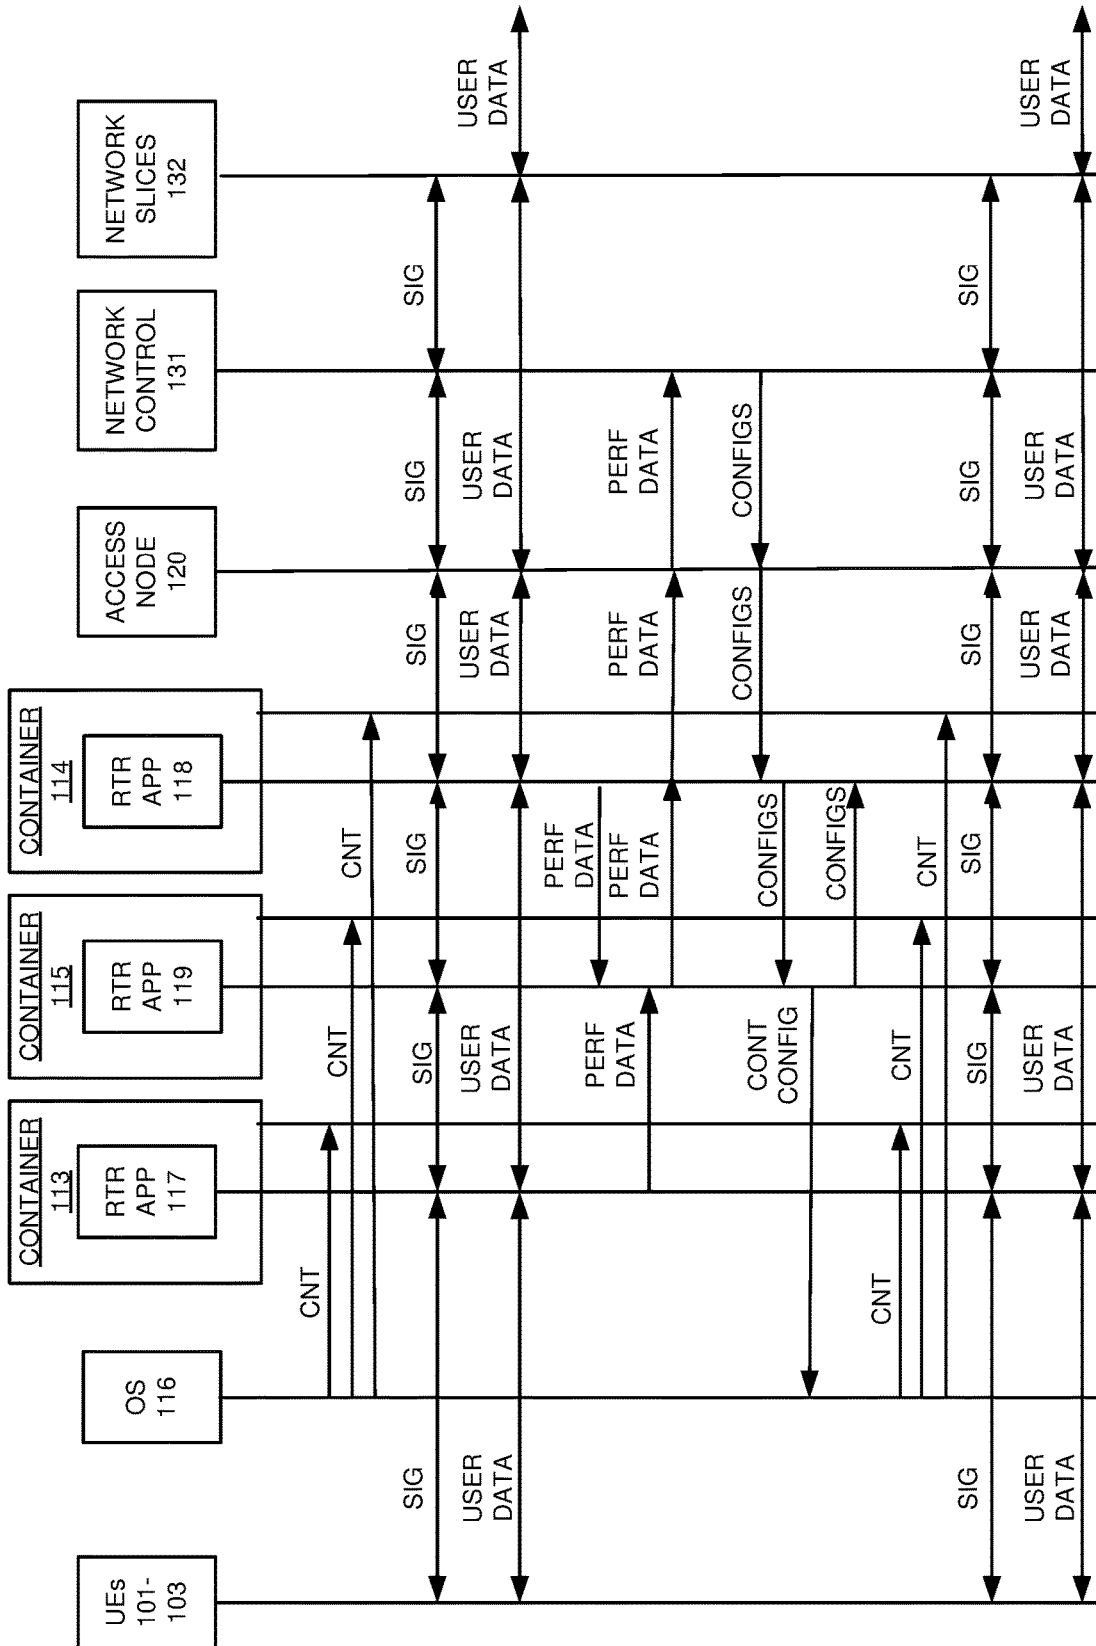 UEs
101-
103
OS
116
CONTAINER
113
RTR
APP
117
CONTAINER
115
RTR
APP
119
CONTAINER
114
RTR
APP
118
ACCESS
NODE
120
NETWORK
CONTROL
131
NETWORK
SLICES
132
CNT
CNT
CNT
SIG
SIG
SIG
SIG
SIG
SIG
USER
DATA
USER
DATA
USER
DATA
USER
DATA
USER
DATA
PERF
DATA
PERF
DATA
PERF
DATA
PERF
DATA
PERF
DATA
CONFIGS
CONFIGS
CONFIGS
CONT
CONFIG
CONFIGS
CNT
CNT
CNT
SIG
SIG
SIG
SIG
SIG
SIG
USER
DATA
USER
DATA
USER
DATA
USER
DATA
USER
DATA